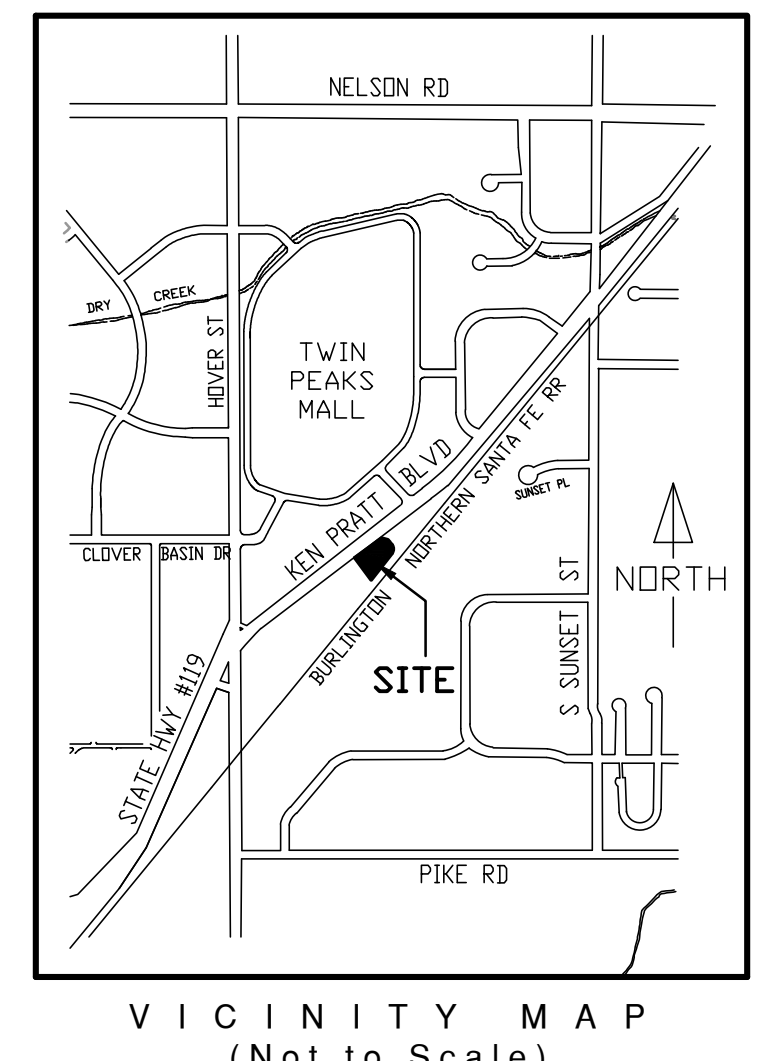 NELSON RD
DRY CREEK
HOVER ST
TWIN
PEAKS
MALL
KEN PRATT BLVD
BURLINGTON NORTHERN SANTA FE RR
SUNSET PL
CLOVER BASIN DR
S SUNSET ST
NORTH
SITE
STATE HWY #119
PIKE RD
VICINITY MAP
(Not to Scale)